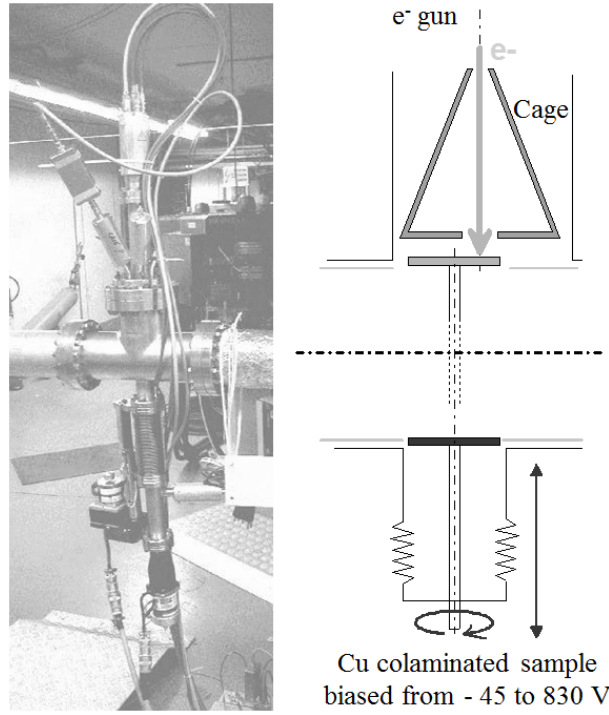 e⁻ gun
e-
Cage
Cu colaminated sample
biased from - 45 to 830 V